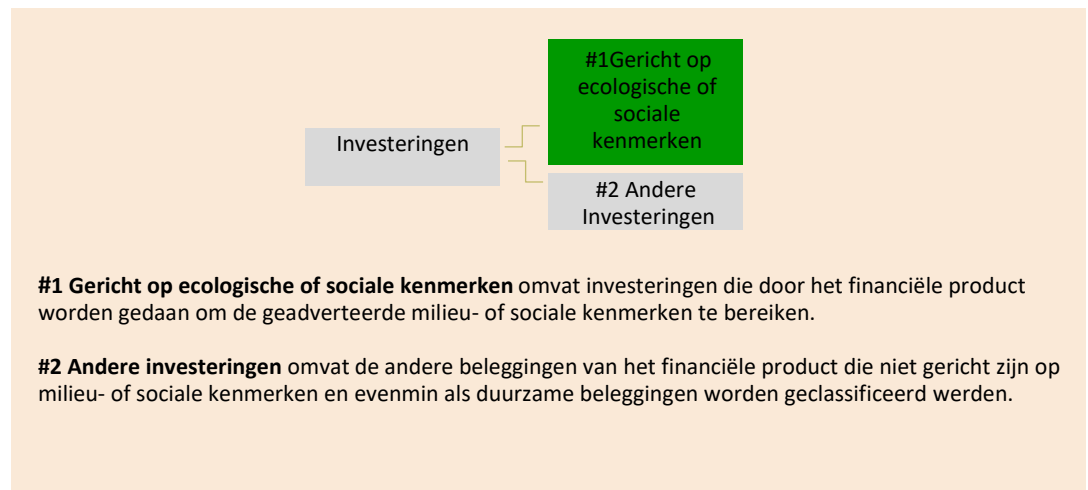 #1Gericht op
ecologische of
sociale
kenmerken
Investeringen
#2 Andere
Investeringen
#1 Gericht op ecologische of sociale kenmerken omvat investeringen die door het financiële product
worden gedaan om de geadverteerde milieu- of sociale kenmerken te bereiken.
#2 Andere investeringen omvat de andere beleggingen van het financiële product die niet gericht zijn op
milieu- of sociale kenmerken en evenmin als duurzame beleggingen worden geclassificeerd werden.